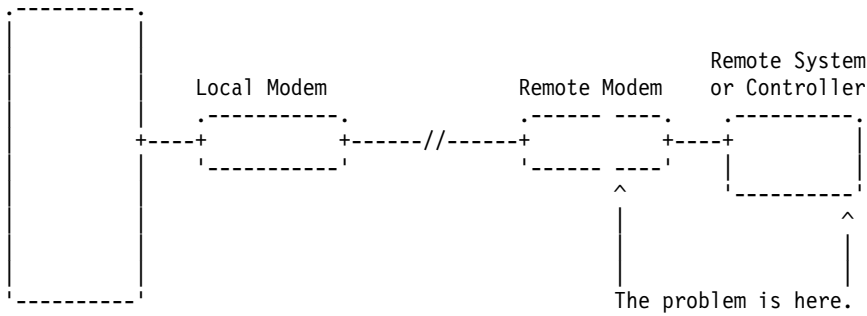 Remote System
Local Modem Remote Modem or Controller
The problem is here.